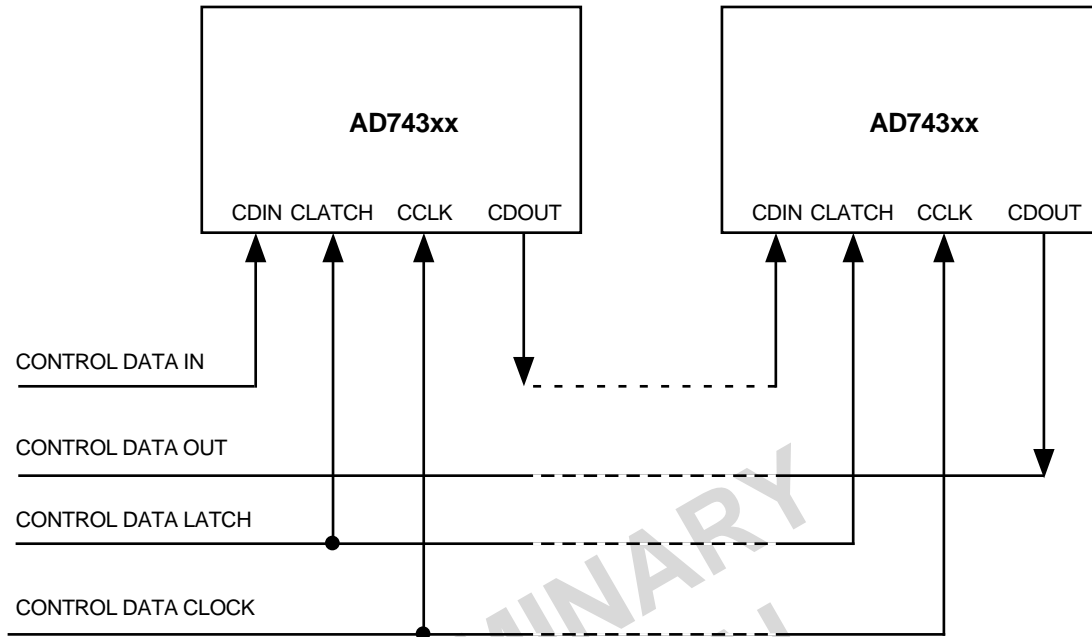 AD743xx
AD743xx
CDIN CLATCH CCLK CDOUT
CDIN CLATCH CCLK CDOUT
CONTROL DATA IN
CONTROL DATA OUT
CONTROL DATA LATCH
CONTROL DATA CLOCK